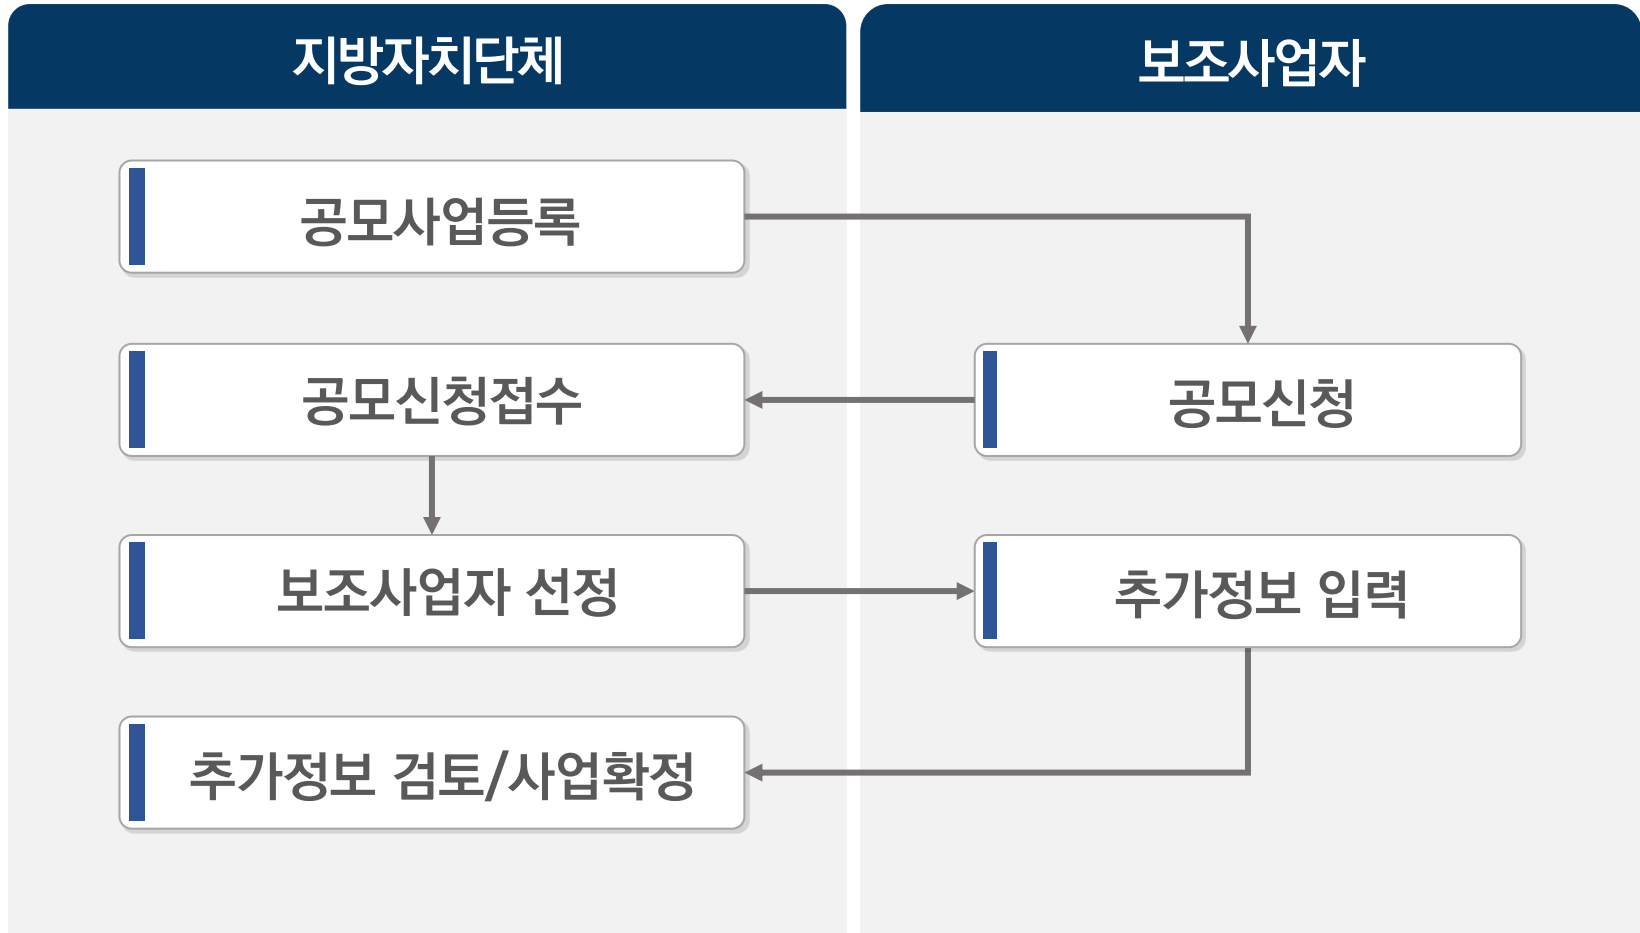 지방자치단체
보조사업자
공모사업등록
공모신청접수
공모신청
보조사업자 선정
추가정보 입력
추가정보 검토/사업확정